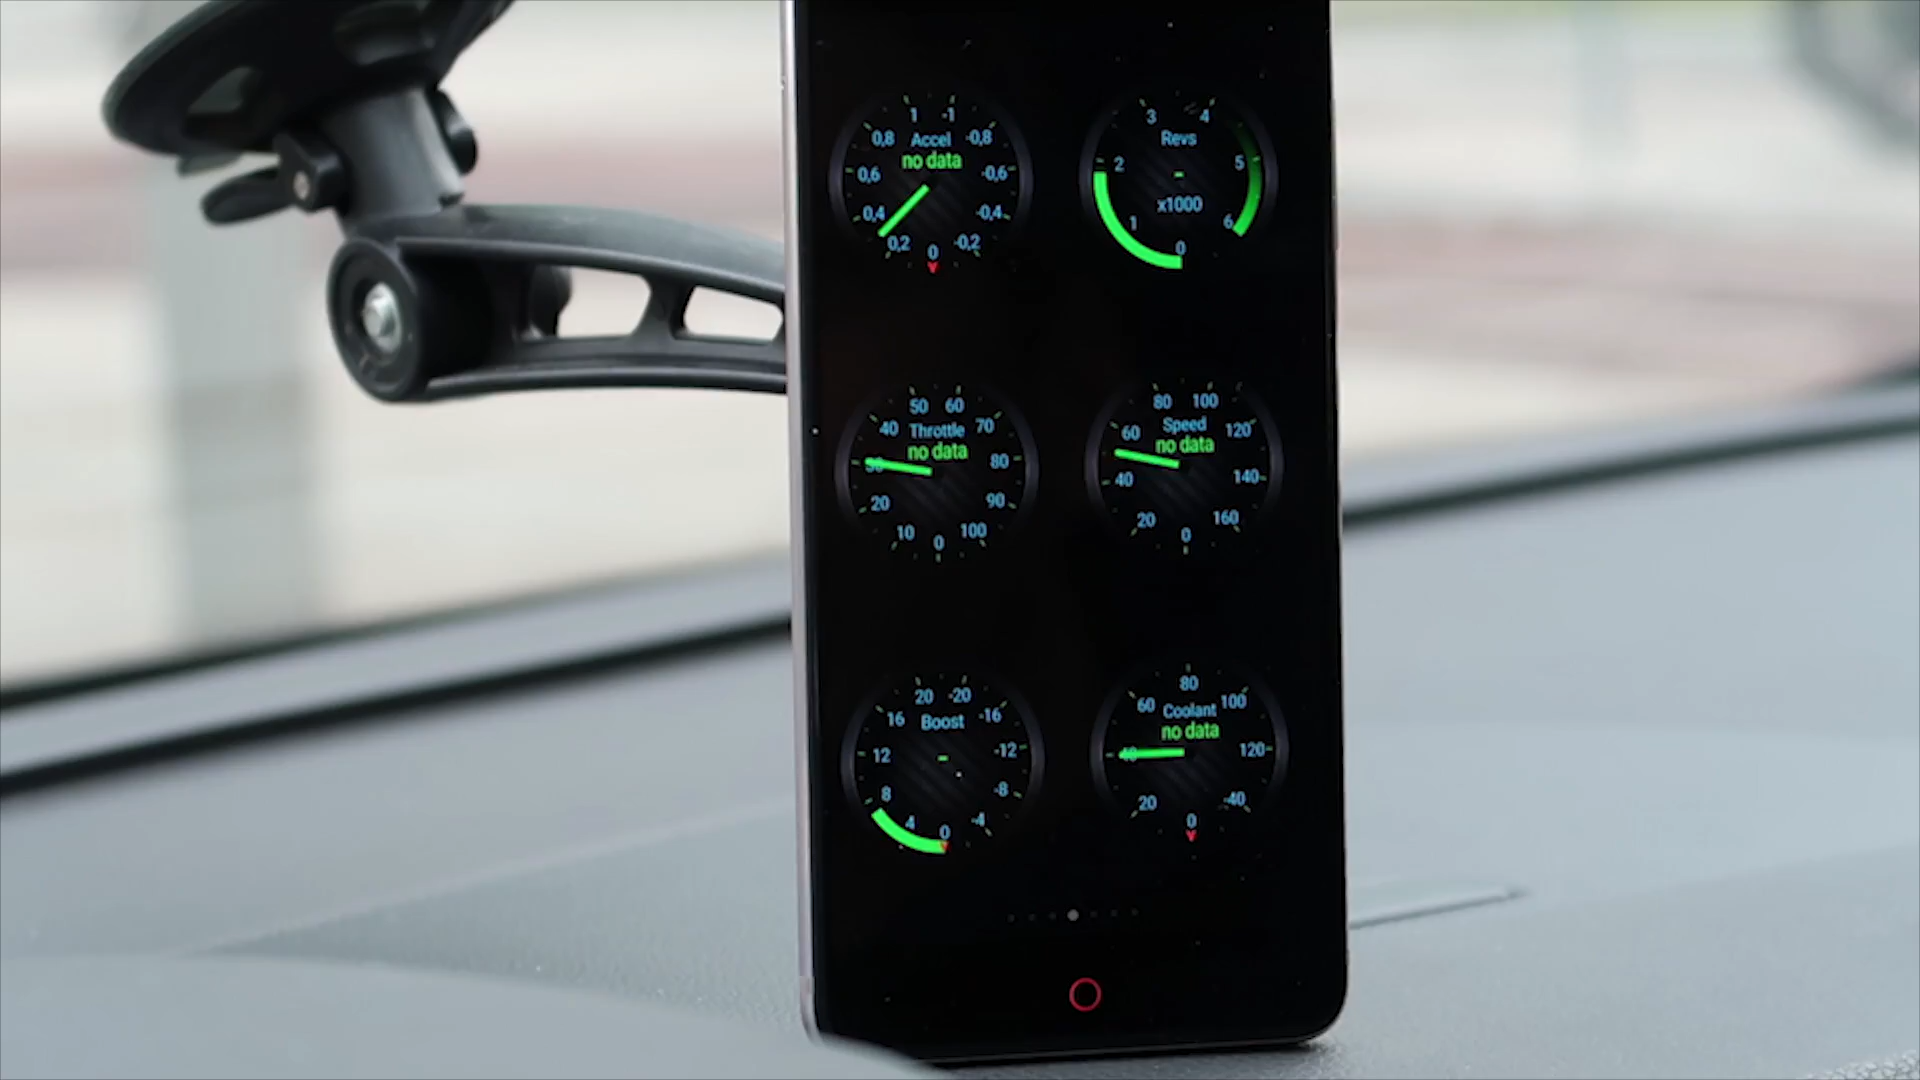 1 -1
0,8 Accel -0,8
no data
0,6 -0,6
0,4 -0,4
0,2 0 -0,2
3 4
Revs
2 5
-
x1000
1 6
0
50 60
40 Throttle 70
no data
30 80
20 90
10 0 100
80 100
60 Speed 120
no data
40 140
20 160
0
20 -20
16 Boost -16
12 - -12
8 -8
4 0 -4
80
60 Coolant 100
no data
40 120
20 -40
0